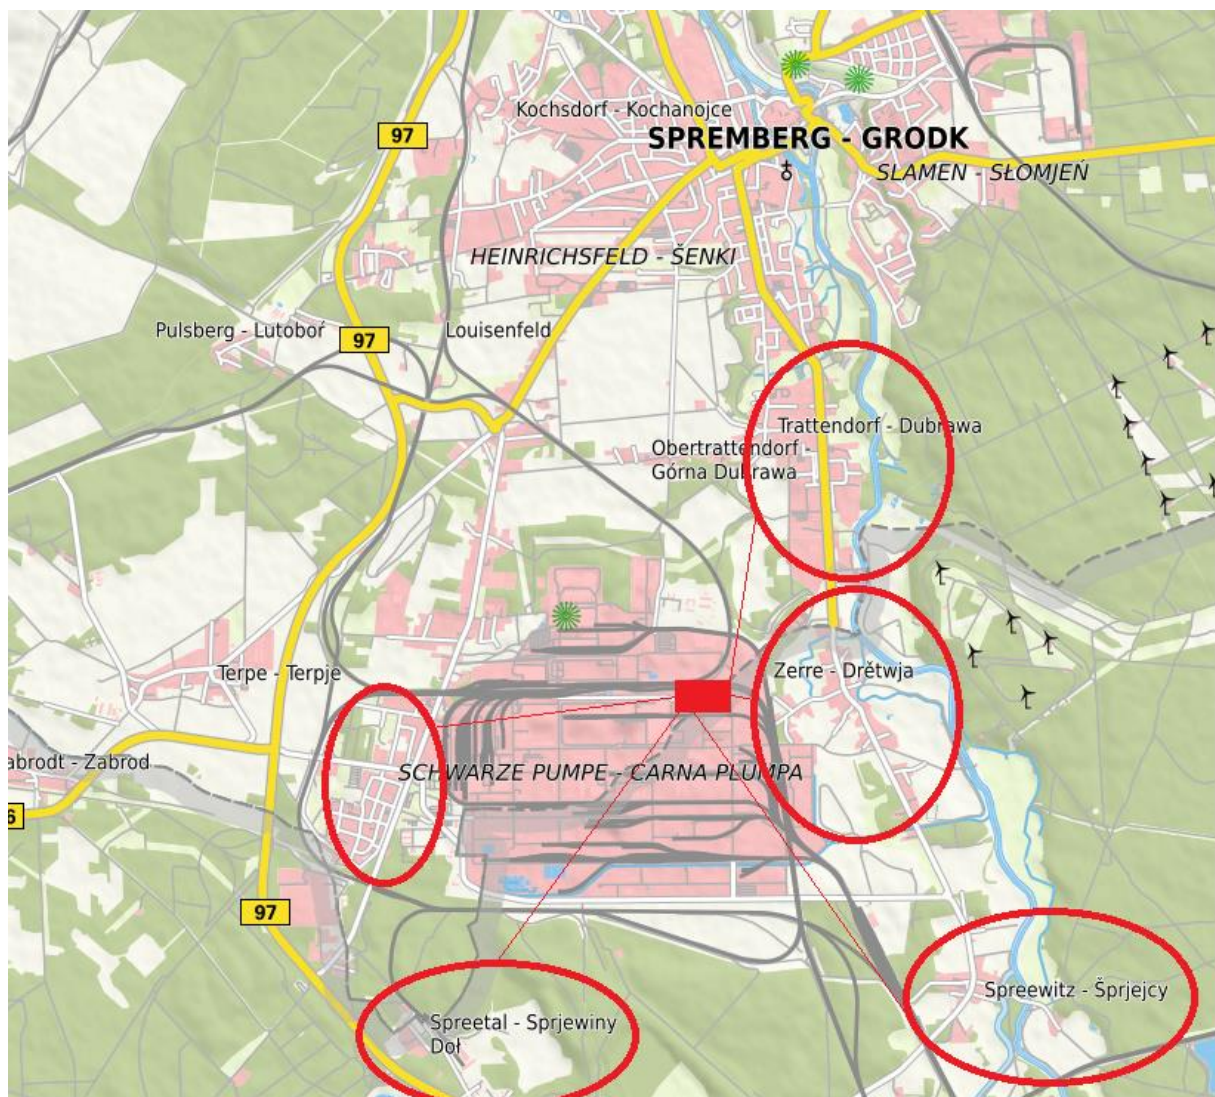 Kochsdorf - Kochanojce
97
SPREMBERG - GRODK
SLAMEN - SŁOMJEŃ
HEINRICHSFELD - ŠENKI
Pulsberg - Lutoboŕ
97
Louisenfeld
Trattendorf - Dubrawa
Obertrattendorf -
Górna Dubrawa
Terpe - Terpje
Zerre - Drětwja
abrodt - Zabrod
SCHWARZE PUMPE - CARNA PLUMPA
6
97
Spreewitz - Šprjejcy
Spreetal - Sprjewiny
Doł